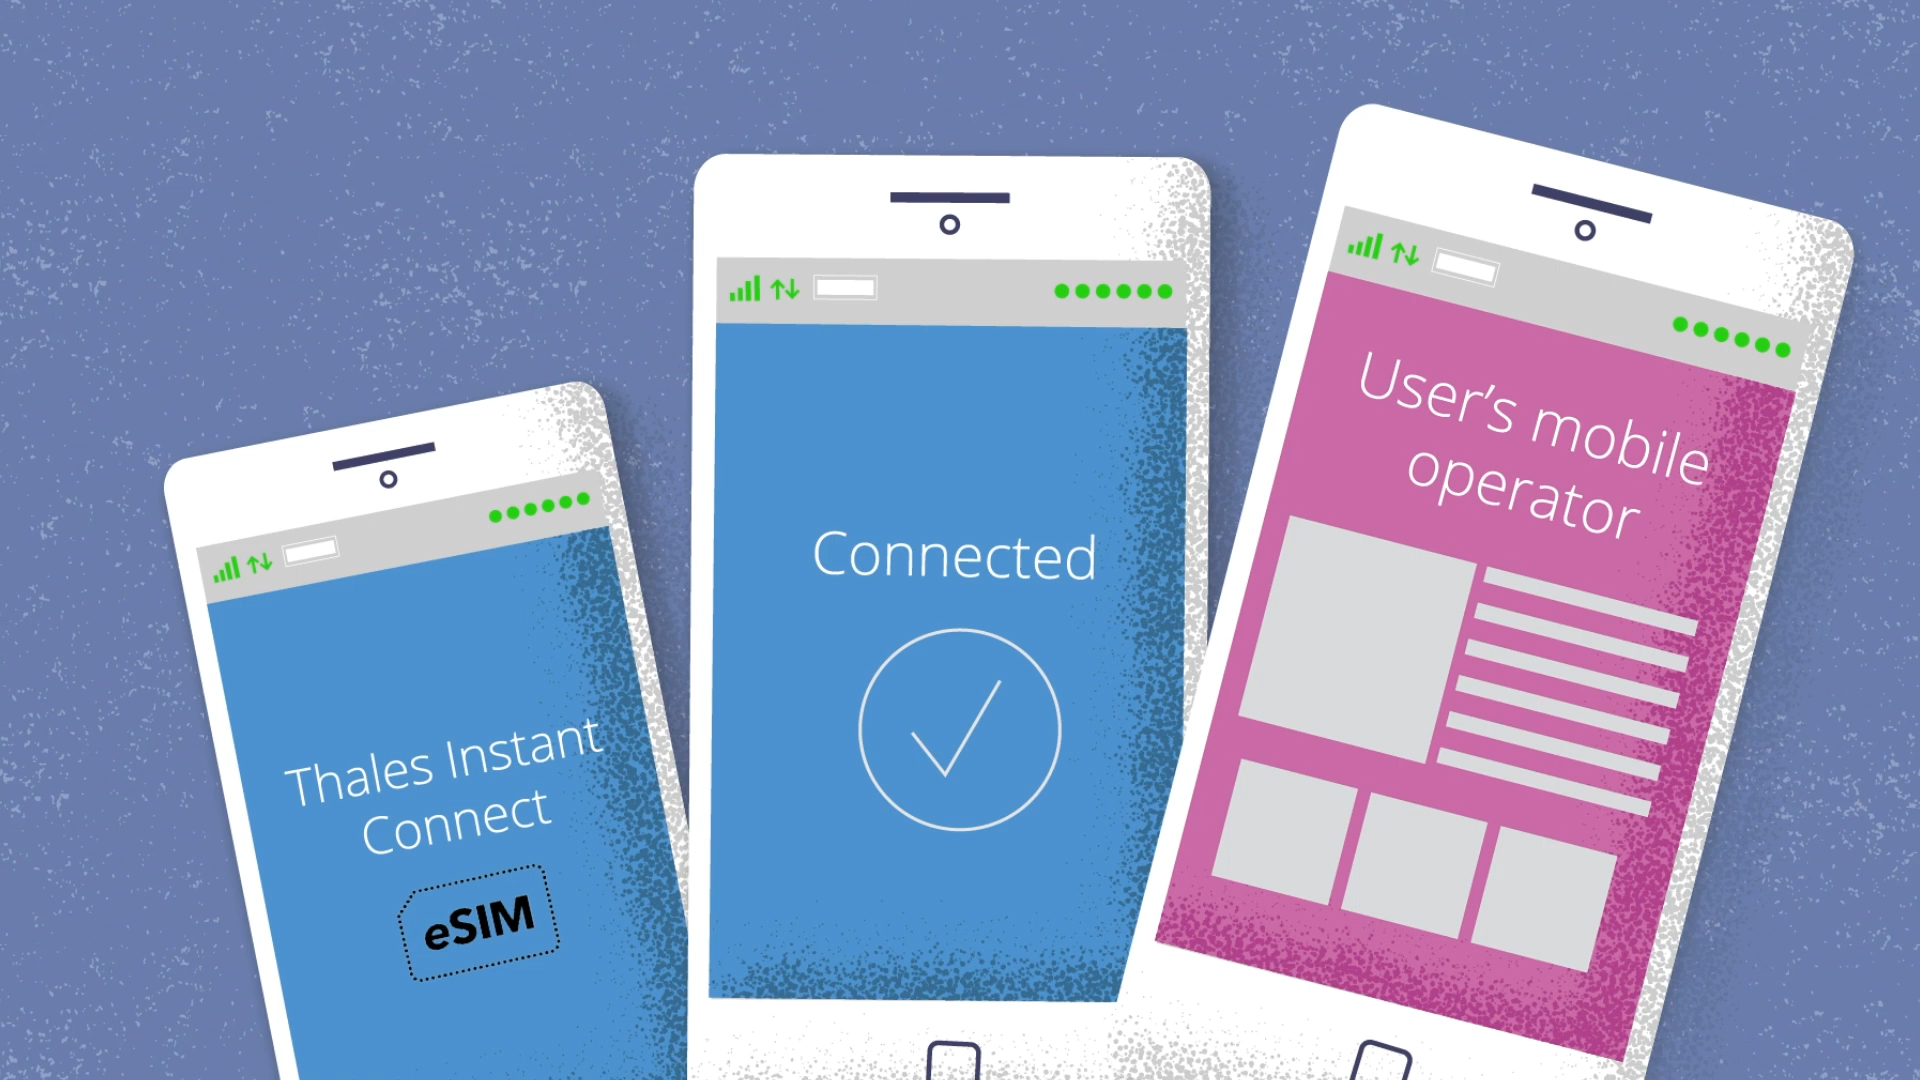 Thales Instant
Connect
eSIM
Connected
User’s mobile
operator